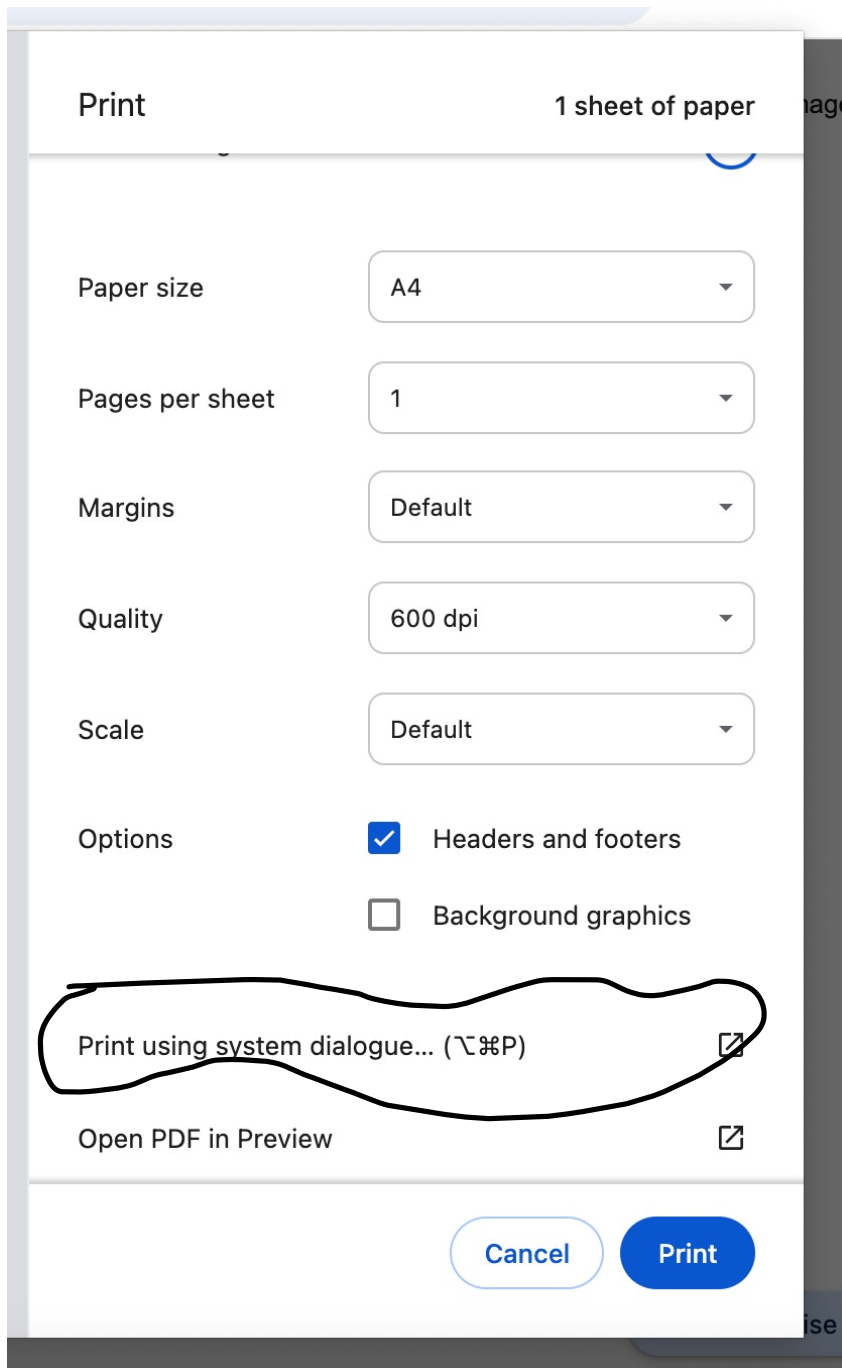 Print
1 sheet of paper
Paper size
A4
Pages per sheet
1
Margins
Default
Quality
600 dpi
Scale
Default
Options
Headers and footers
Background graphics
Print using system dialogue... (⌥⌘P)
Open PDF in Preview
Cancel
Print